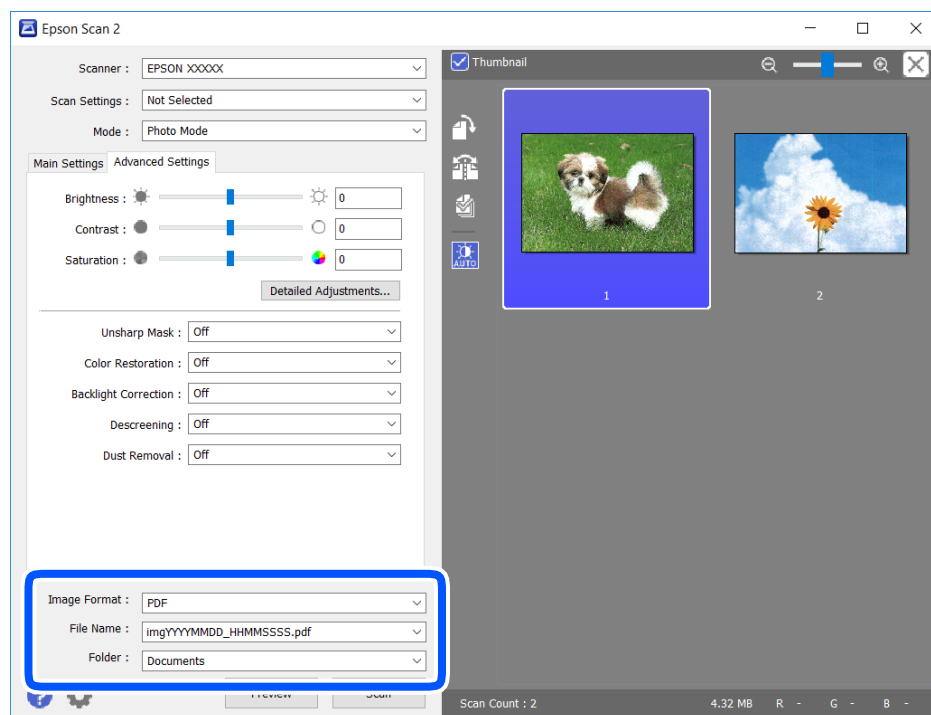 Epson Scan 2
Scanner : EPSON XXXXX
Scan Settings : Not Selected
Mode : Photo Mode
Main Settings Advanced Settings
Brightness : 0
Contrast : 0
Saturation : 0
Detailed Adjustments...
Unsharp Mask : Off
Color Restoration : Off
Backlight Correction : Off
Descreening : Off
Dust Removal : Off
Image Format : PDF
File Name : imgYYYYMMDD_HHMMSSSS.pdf
Folder : Documents
? Preview Scan
Thumbnail
AUTO
1 2
Scan Count : 2 4.32 MB R - G - B -